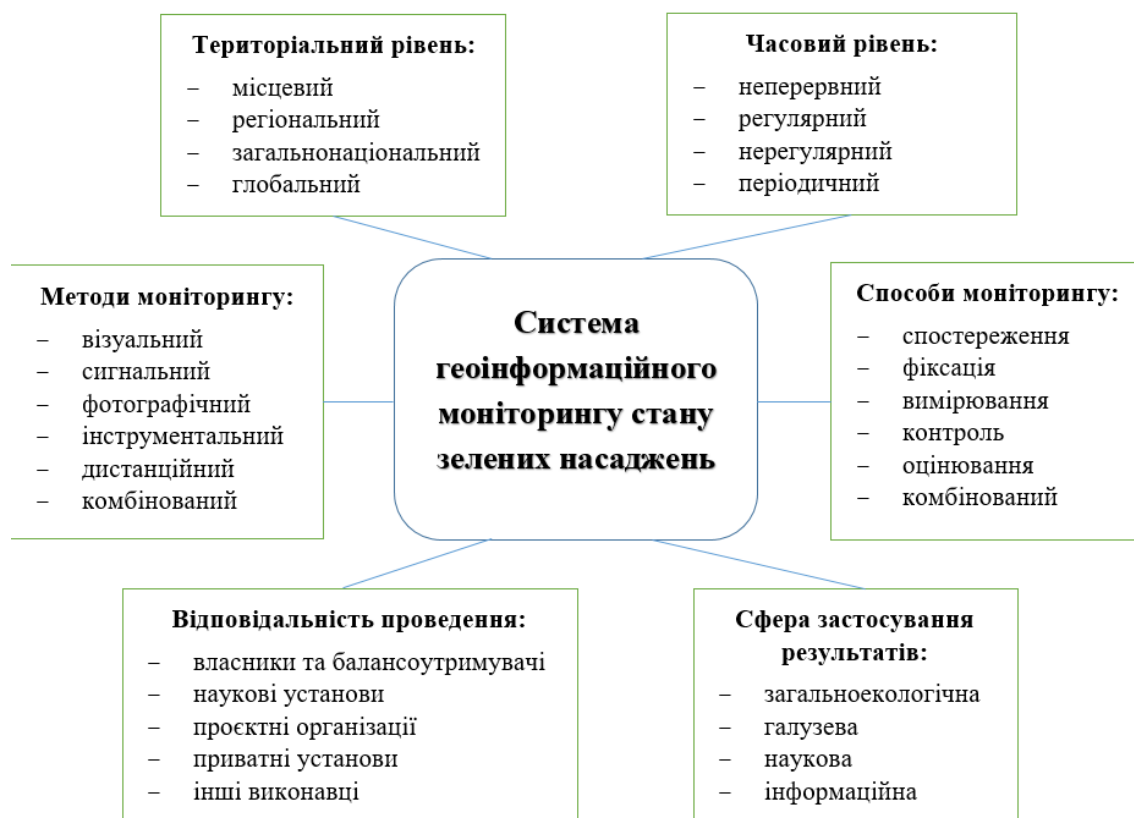 Територіальний рівень:
– місцевий
– регіональний
– загальнонаціональний
– глобальний
Часовий рівень:
– неперервний
– регулярний
– нерегулярний
– періодичний
Методи моніторингу:
– візуальний
– сигнальний
– фотографічний
– інструментальний
– дистанційний
– комбінований
Система
геоінформаційного
моніторингу стану
зелених насаджень
Способи моніторингу:
– спостереження
– фіксація
– вимірювання
– контроль
– оцінювання
– комбінований
Відповідальність проведення:
– власники та балансоутримувачі
– наукові установи
– проєктні організації
– приватні установи
– інші виконавці
Сфера застосування
результатів:
– загальноекологічна
– галузева
– наукова
– інформаційна